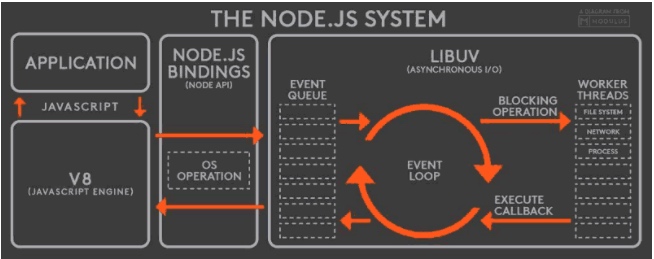 THE NODE.JS SYSTEM
A DIAGRAM FROM
MODULUS
APPLICATION
JAVASCRIPT
V8
(JAVASCRIPT ENGINE)
NODE.JS
BINDINGS
(NODE API)
OS
OPERATION
LIBUV
(ASYNCHRONOUS I/O)
EVENT
QUEUE
EVENT
LOOP
BLOCKING
OPERATION
EXECUTE
CALLBACK
WORKER
THREADS
FILE SYSTEM
NETWORK
PROCESS